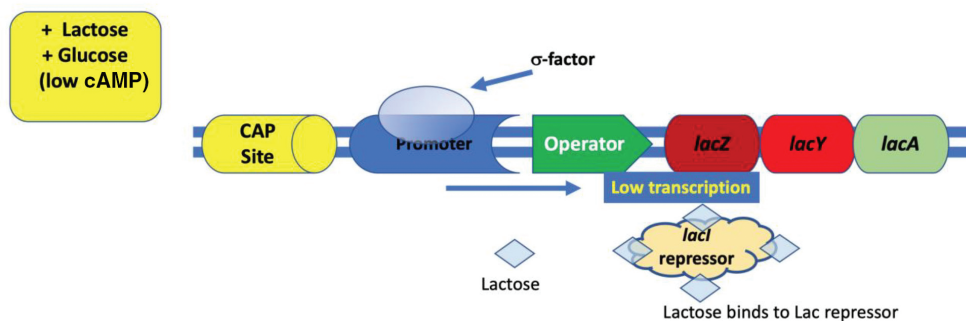 + Lactose
+ Glucose
(low cAMP)
σ-factor
CAP
Site
Promoter
Operator
lacZ
lacY
lacA
Low transcription
lacI
repressor
Lactose
Lactose binds to Lac repressor